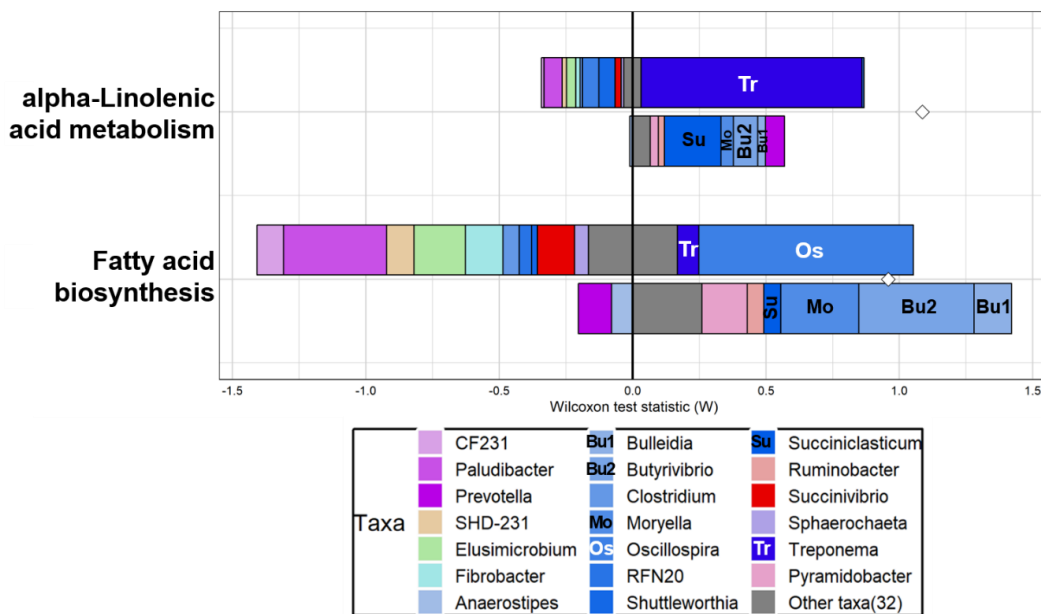 alpha-Linolenic
acid metabolism
Tr
Su Mo Bu2 Bu1
Fatty acid
biosynthesis
Tr Os
Su Mo Bu2 Bu1
-1.5 -1.0 -0.5 0.0 0.5 1.0 1.5
Wilcoxon test statistic (W)
Taxa
CF231 Bu1 Bulleidia Su Succiniclasticum
Paludibacter Bu2 Butyrivibrio Ruminobacter
Prevotella Clostridium Succinivibrio
SHD-231 Mo Moryella Sphaerochaeta
Elusimicrobium Os Oscillospira Tr Treponema
Fibrobacter RFN20 Pyramidobacter
Anaerostipes Shuttleworthia Other taxa(32)